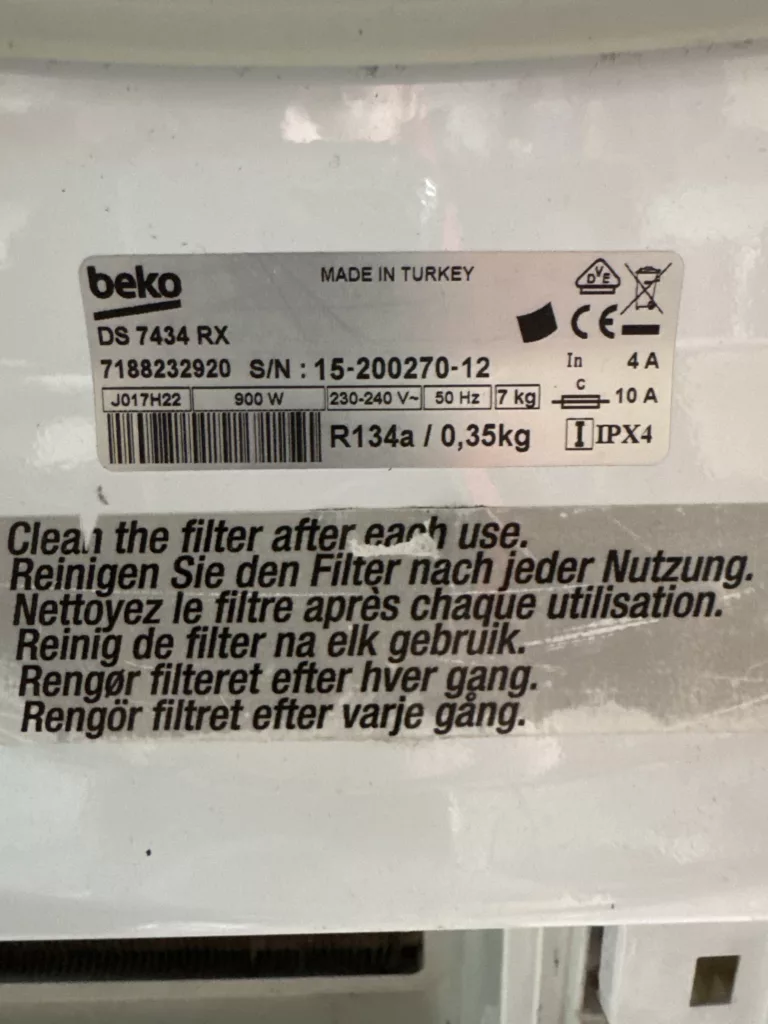 beko
MADE IN TURKEY
DVE
DS 7434 RX
CE
7188232920 S/N : 15-200270-12
In 4 A
J017H22 900 W 230-240 V~ 50 Hz 7 kg
C 10 A
R134a / 0,35kg
IPX4
Clean the filter after each use.
Reinigen Sie den Filter nach jeder Nutzung.
Nettoyez le filtre après chaque utilisation.
Reinig de filter na elk gebruik.
Rengør filteret efter hver gang.
Rengör filtret efter varje gång.